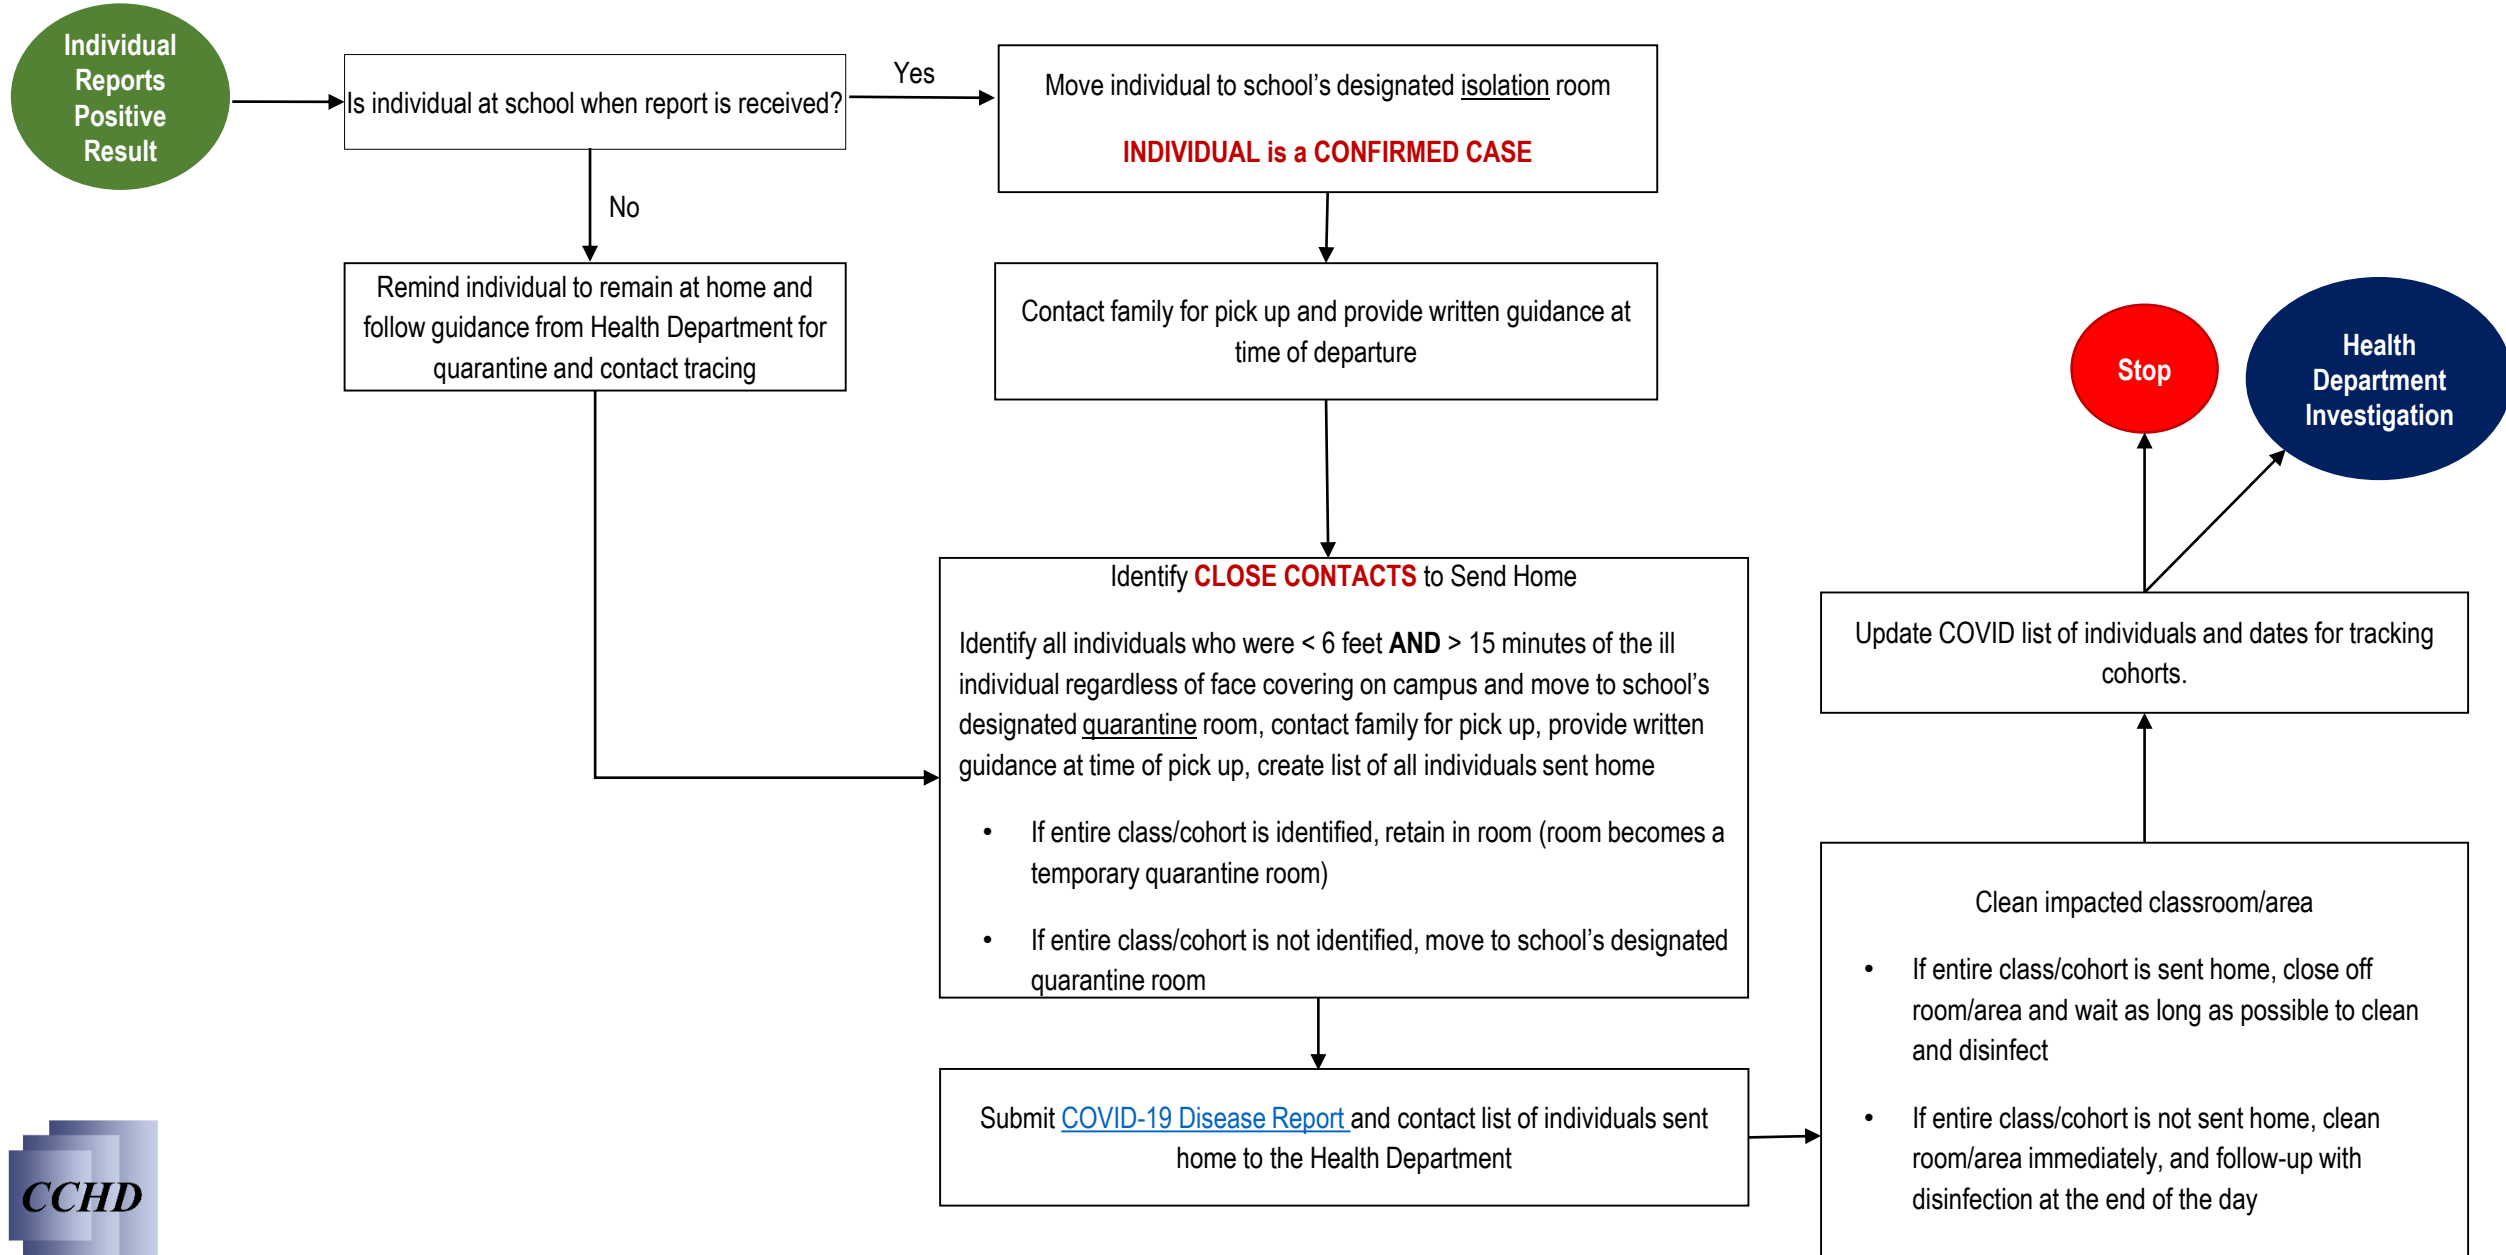 Individual
Reports
Positive
Result
Is individual at school when report is received?
Yes
Move individual to school’s designated isolation room
INDIVIDUAL is a CONFIRMED CASE
No
Remind individual to remain at home and
follow guidance from Health Department for
quarantine and contact tracing
Contact family for pick up and provide written guidance at
time of departure
Identify CLOSE CONTACTS to Send Home
Identify all individuals who were < 6 feet AND > 15 minutes of the ill
individual regardless of face covering on campus and move to school’s
designated quarantine room, contact family for pick up, provide written
guidance at time of pick up, create list of all individuals sent home
• If entire class/cohort is identified, retain in room (room becomes a
temporary quarantine room)
• If entire class/cohort is not identified, move to school’s designated
quarantine room
Submit COVID-19 Disease Report and contact list of individuals sent
home to the Health Department
Clean impacted classroom/area
• If entire class/cohort is sent home, close off
room/area and wait as long as possible to clean
and disinfect
• If entire class/cohort is not sent home, clean
room/area immediately, and follow-up with
disinfection at the end of the day
Update COVID list of individuals and dates for tracking
cohorts.
Stop
Health
Department
Investigation
CCHD